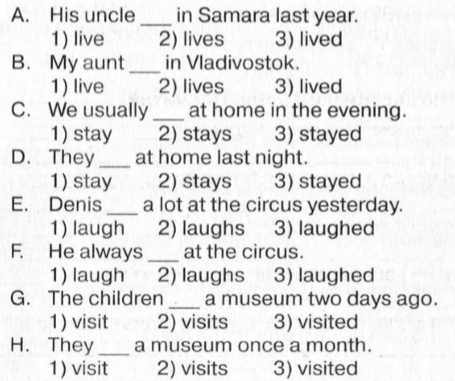 A. His uncle ___ in Samara last year.
1) live 2) lives 3) lived
B. My aunt ___ in Vladivostok.
1) live 2) lives 3) lived
C. We usually ___ at home in the evening.
1) stay 2) stays 3) stayed
D. They ___ at home last night.
1) stay 2) stays 3) stayed
E. Denis ___ a lot at the circus yesterday.
1) laugh 2) laughs 3) laughed
F. He always ___ at the circus.
1) laugh 2) laughs 3) laughed
G. The children ___ a museum two days ago.
1) visit 2) visits 3) visited
H. They ___ a museum once a month.
1) visit 2) visits 3) visited